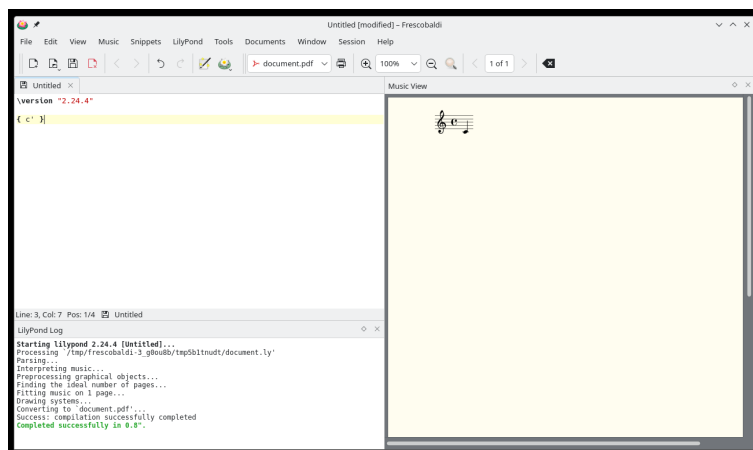 Untitled [modified] – Frescobaldi
File Edit View Music Snippets LilyPond Tools Documents Window Session Help
document.pdf 100% 1 of 1
Untitled
Music View
\version "2.24.4"
{ c' }
Line: 3, Col: 7 Pos: 1/4 Untitled
LilyPond Log
Starting lilypond 2.24.4 [Untitled]...
Processing `/tmp/frescobaldi-3_g0ou8b/tmp5b1tnudt/document.ly'
Parsing...
Interpreting music...
Preprocessing graphical objects...
Finding the ideal number of pages...
Fitting music on 1 page...
Drawing systems...
Converting to `document.pdf'...
Success: compilation successfully completed
Completed successfully in 0.8".